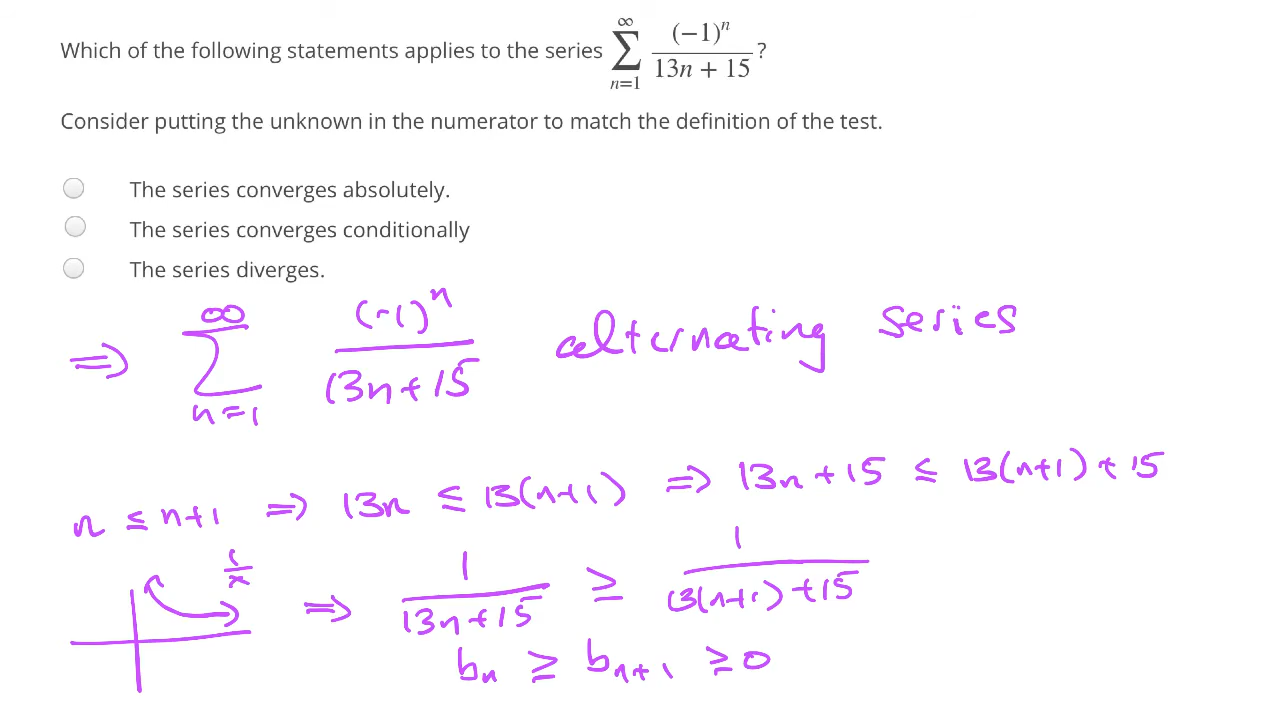 Which of the following statements applies to the series ∑_{n=1}^{∞} (−1)^n / (13n + 15)?
Consider putting the unknown in the numerator to match the definition of the test.
The series converges absolutely.
The series converges conditionally
The series diverges.
⇒ ∑_{n=1}^{∞} (-1)^n / (13n+15) alternating series
n ≤ n+1 ⇒ 13n ≤ 13(n+1) ⇒ 13n+15 ≤ 13(n+1)+15
1/x ⇒ 1/(13n+15) ≥ 1/(13(n+1)+15)
b_n ≥ b_{n+1} ≥ 0